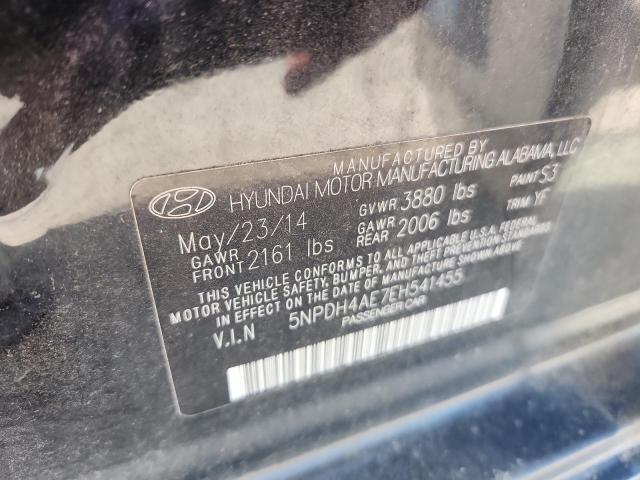 MANUFACTURED BY
HYUNDAI MOTOR MANUFACTURING ALABAMA, LLC
May/23/14 GVWR 3880 lbs PAINT S3
GAWR FRONT 2161 lbs GAWR REAR 2006 lbs TRIM YF
THIS VEHICLE CONFORMS TO ALL APPLICABLE U.S.A. FEDERAL
MOTOR VEHICLE SAFETY, BUMPER, AND THEFT PREVENTION STANDARDS
IN EFFECT ON THE DATE OF MANUFACTURE SHOWN ABOVE.
V.I.N 5NPDH4AE7EH541455
PASSENGER CAR